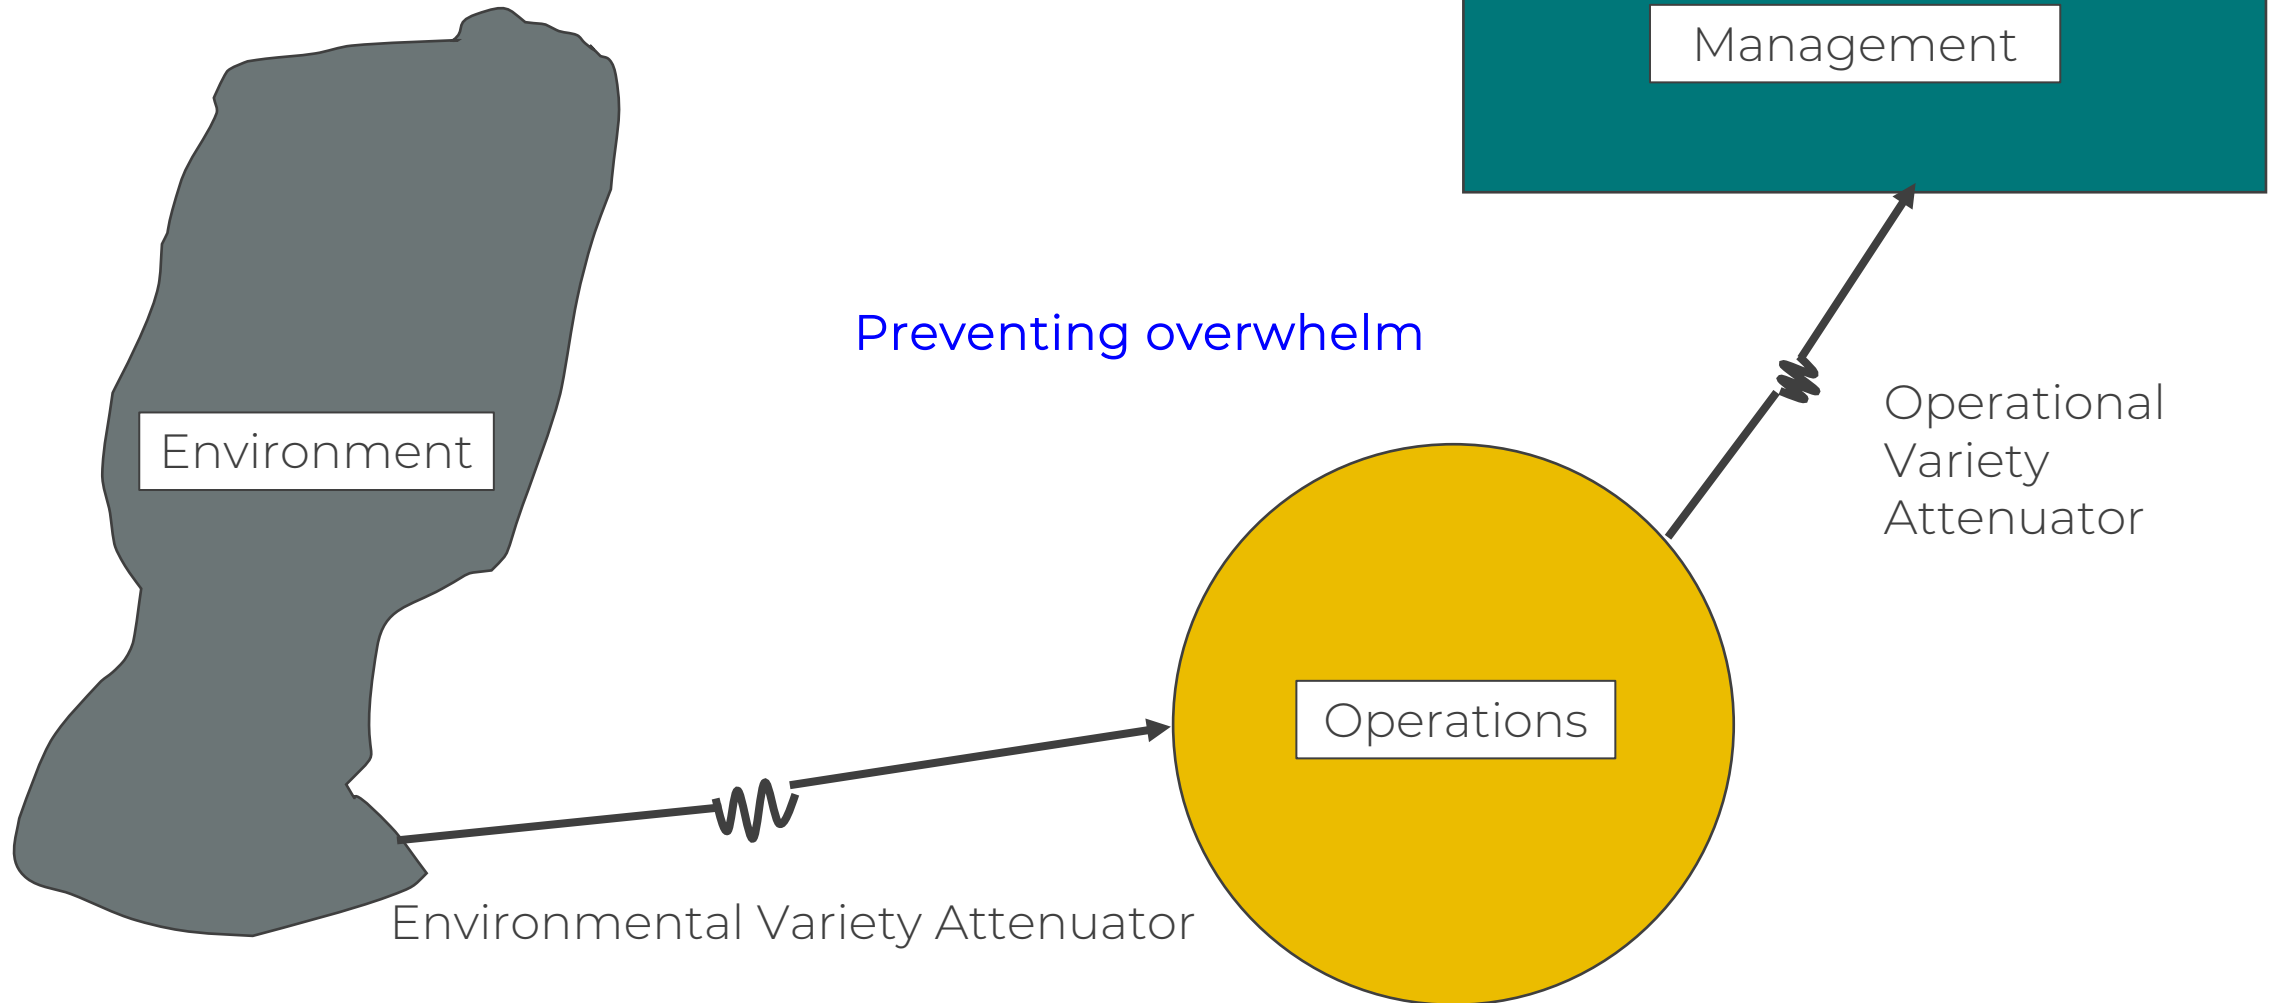 Management
Preventing overwhelm
Environment
Operational
Variety
Attenuator
Operations
Environmental Variety Attenuator